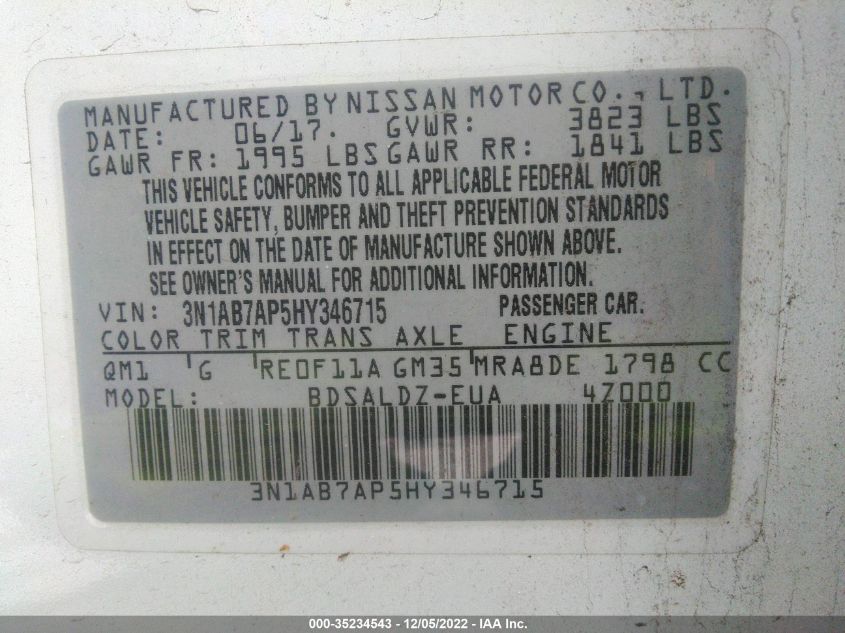 MANUFACTURED BY NISSAN MOTOR CO., LTD.
DATE: 06/17. GVWR: 3823 LBS
GAWR FR: 1995 LBS GAWR RR: 1841 LBS
THIS VEHICLE CONFORMS TO ALL APPLICABLE FEDERAL MOTOR
VEHICLE SAFETY, BUMPER AND THEFT PREVENTION STANDARDS
IN EFFECT ON THE DATE OF MANUFACTURE SHOWN ABOVE.
SEE OWNER'S MANUAL FOR ADDITIONAL INFORMATION.
VIN: 3N1AB7AP5HY346715 PASSENGER CAR.
COLOR TRIM TRANS AXLE ENGINE
QM1 G RE0F11A GM35 MRA8DE 1798 CC
MODEL: BDSALDZ-EUA 4Z000
3N1AB7AP5HY346715
000-35234543 - 12/05/2022 - IAA Inc.